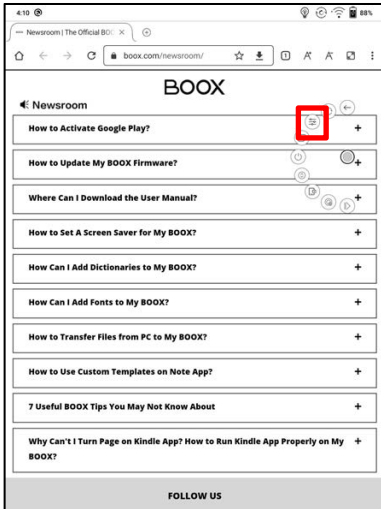 4:10 88%
Newsroom | The Official BO
boox.com/newsroom/ 1 A A
BOOX
Newsroom
How to Activate Google Play? +
How to Update My BOOX Firmware? +
Where Can I Download the User Manual? +
How to Set A Screen Saver for My BOOX? +
How Can I Add Dictionaries to My BOOX? +
How Can I Add Fonts to My BOOX? +
How to Transfer Files from PC to My BOOX? +
How to Use Custom Templates on Note App? +
7 Useful BOOX Tips You May Not Know About +
Why Can't I Turn Page on Kindle App? How to Run Kindle App Properly on My +
BOOX?
FOLLOW US